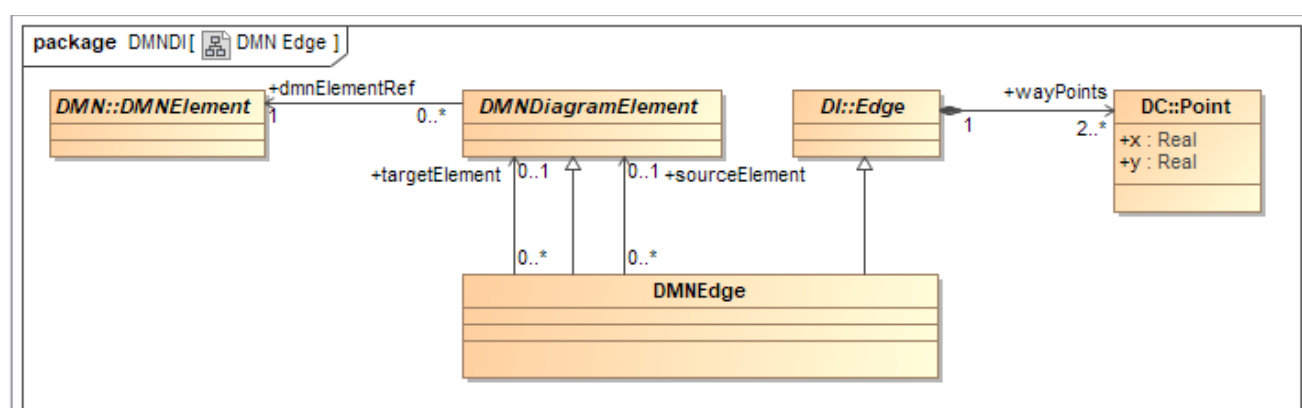 package DMNDI[ DMN Edge ]
DMN::DMNElement
+dmnElementRef
1
0..*
DMNDiagramElement
DI::Edge
1
+wayPoints
2..*
DC::Point
+x : Real
+y : Real
+targetElement
0..1
0..1
+sourceElement
0..*
0..*
DMNEdge